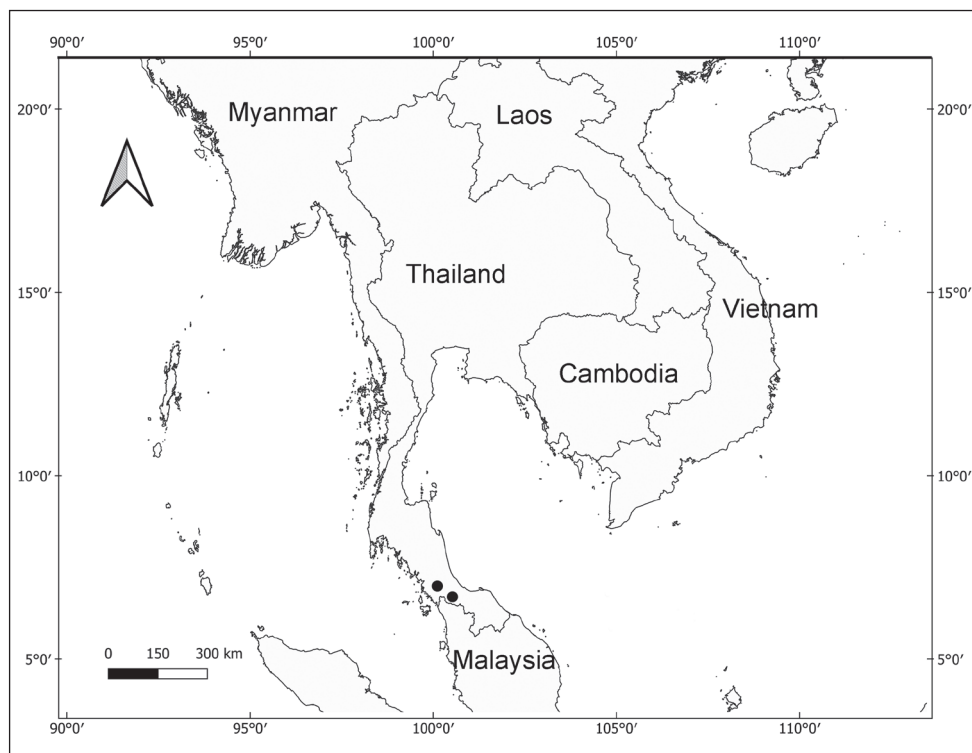 90°0′ 95°0′ 100°0′ 105°0′ 110°0′
20°0′ Myanmar Laos 20°0′
Thailand
15°0′ 15°0′
Vietnam
Cambodia
10°0′ 10°0′
0 150 300 km
5°0′ Malaysia 5°0′
90°0′ 95°0′ 100°0′ 105°0′ 110°0′